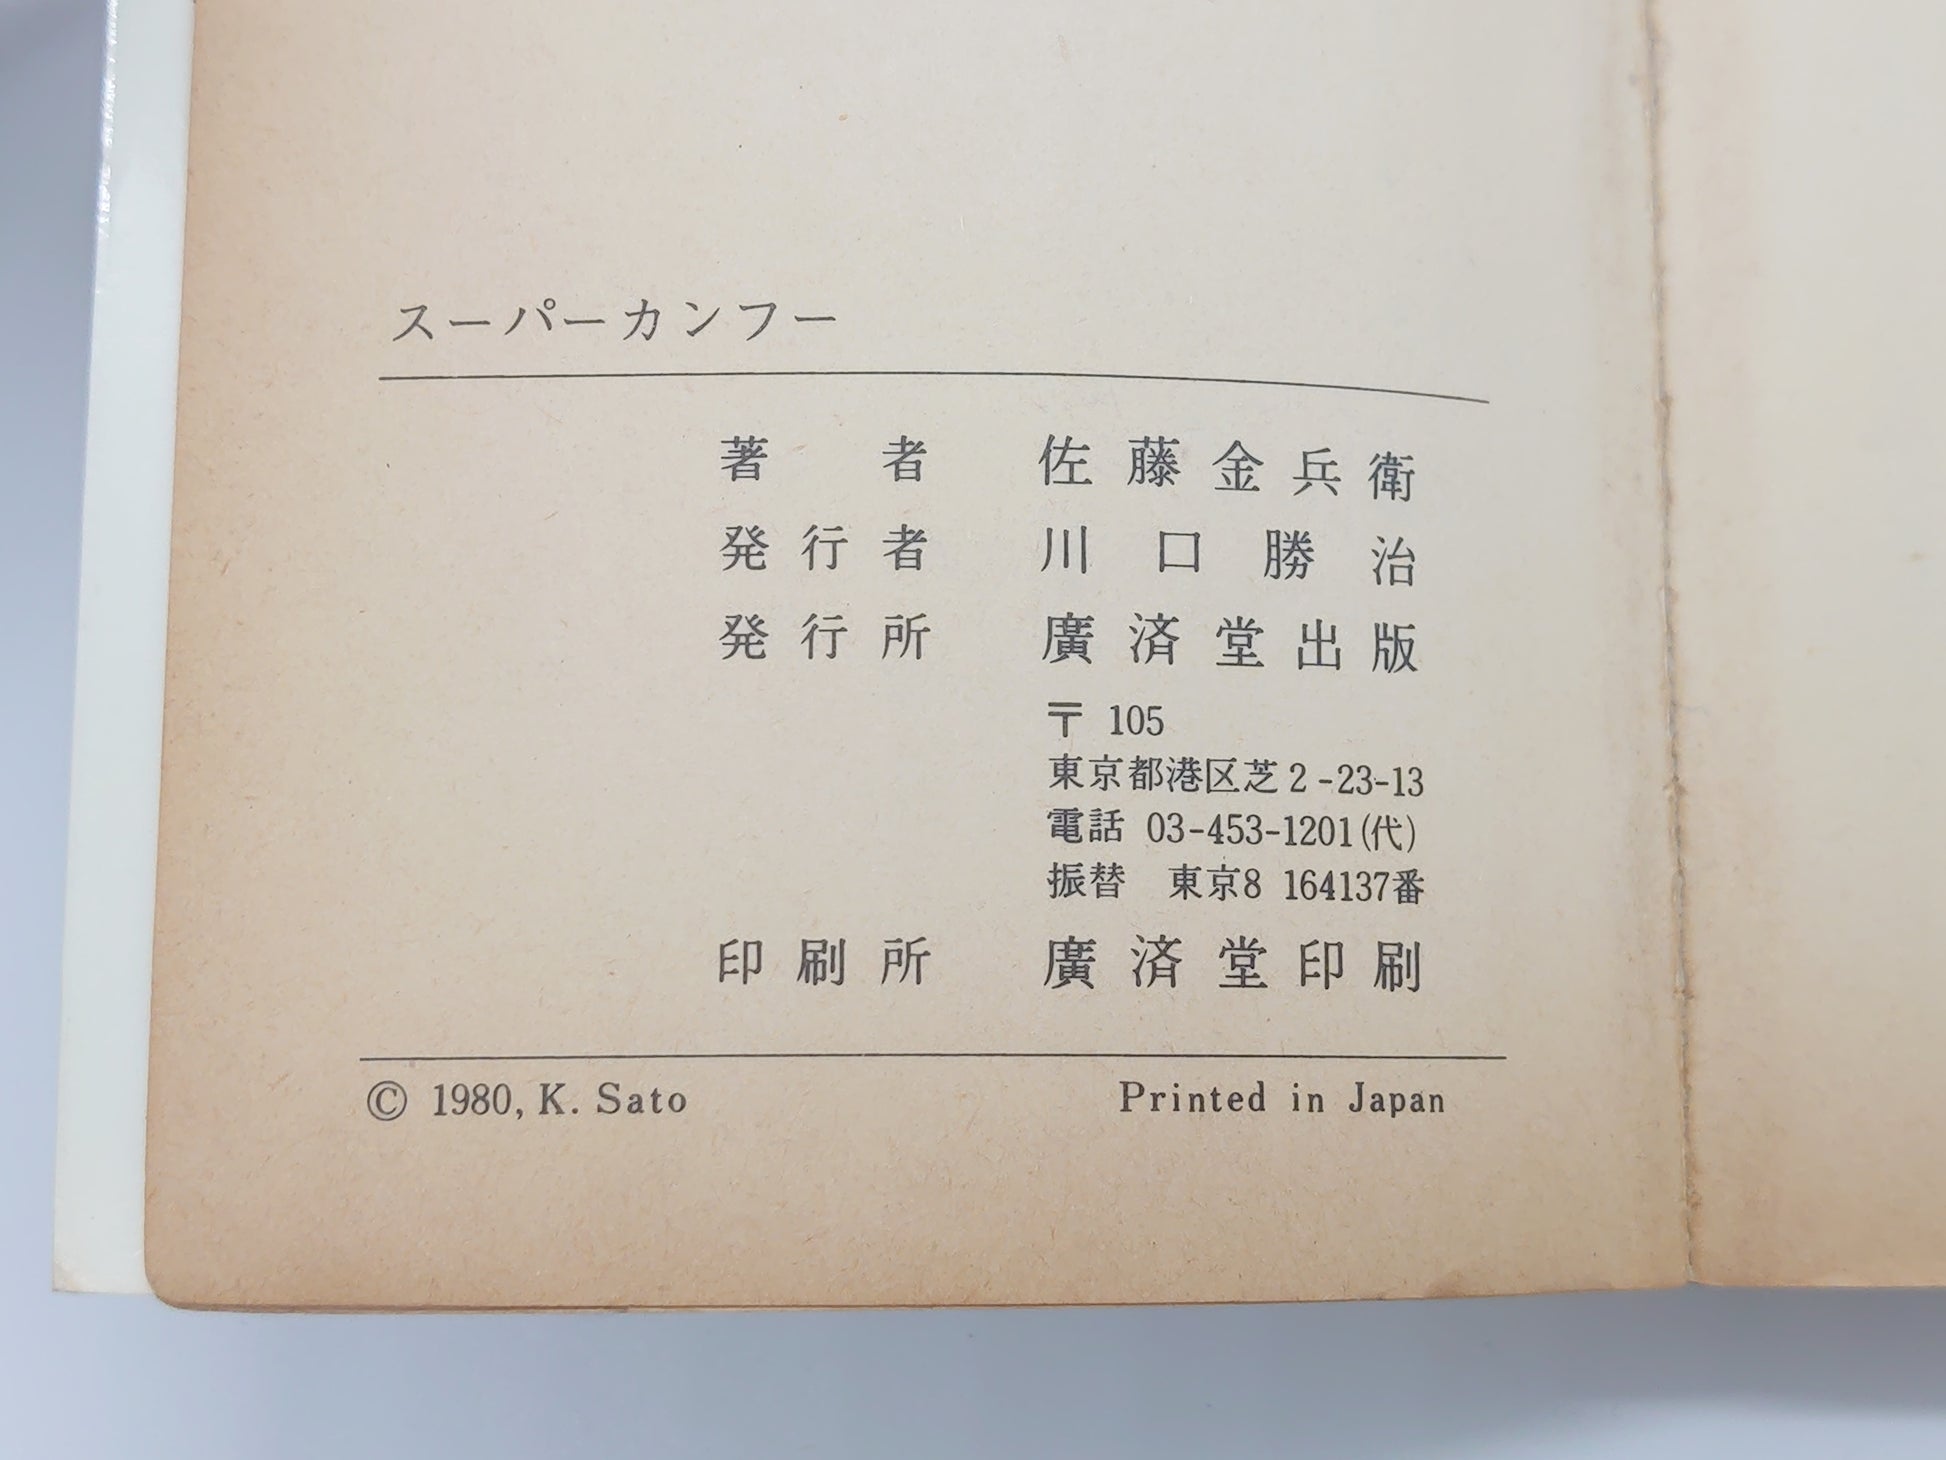 スーパーカンフー
著者 佐藤金兵衛
発行者 川口勝治
発行所 廣済堂出版
〒 105
東京都港区芝2-23-13
電話 03-453-1201(代)
振替 東京8 164137番
印刷所 廣済堂印刷
© 1980, K. Sato Printed in Japan